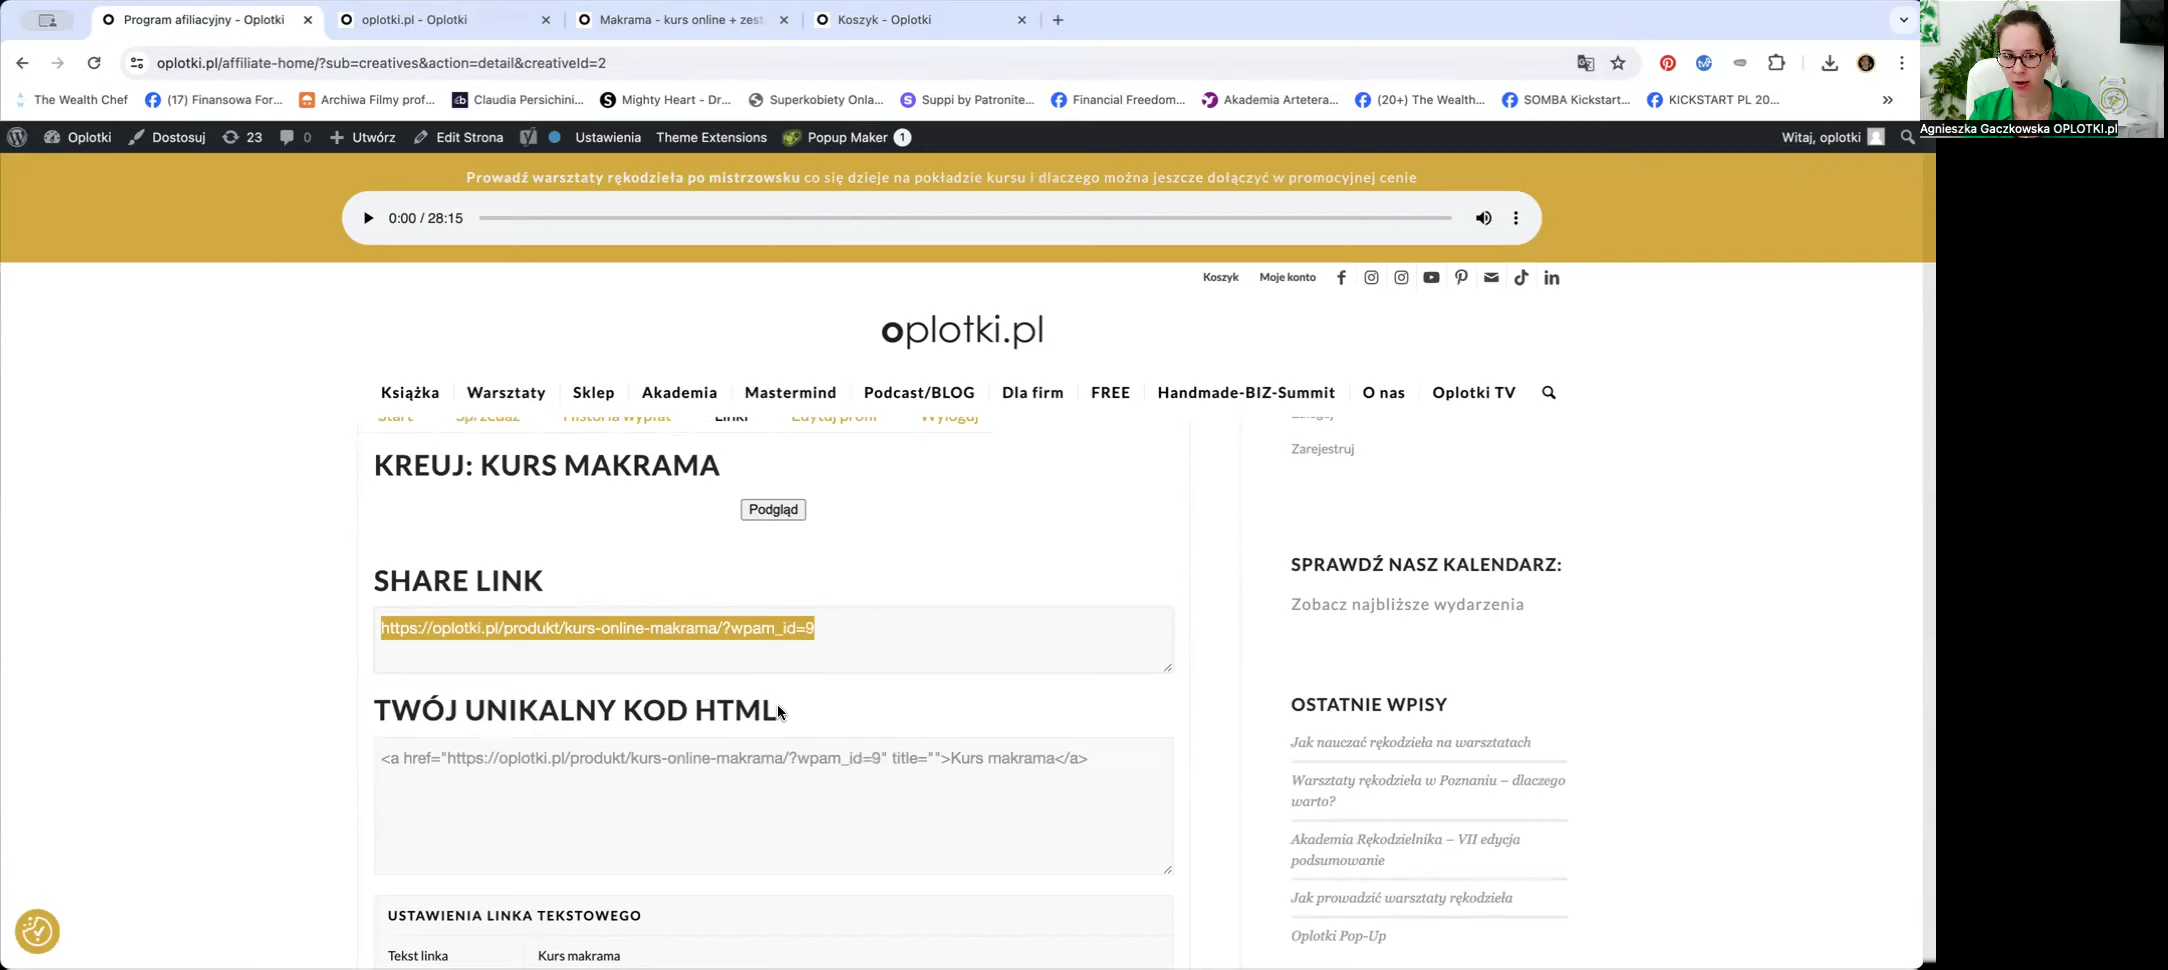 Program afiliacyjny - Oplotki
oplotki.pl - Oplotki
Makrama - kurs online + zest
Koszyk - Oplotki
oplotki.pl/affiliate-home/?sub=creatives&action=detail&creativeId=2
The Wealth Chef
(17) Finansowa For...
Archiwa Filmy prof...
Claudia Persichini...
Mighty Heart - Dr...
Superkobiety Onla...
Suppi by Patronite...
Financial Freedom...
Akademia Artetera...
(20+) The Wealth...
SOMBA Kickstart...
KICKSTART PL 20...
Agnieszka Gaczkowska OPLOTKI.pl
Oplotki
Dostosuj
23
0
Utwórz
Edit Strona
Ustawienia
Theme Extensions
Popup Maker 1
Witaj, oplotki
Prowadź warsztaty rękodzieła po mistrzowsku co się dzieje na pokładzie kursu i dlaczego można jeszcze dołączyć w promocyjnej cenie
0:00 / 28:15
Koszyk
Moje konto
oplotki.pl
Książka
Warsztaty
Sklep
Akademia
Mastermind
Podcast/BLOG
Dla firm
FREE
Handmade-BIZ-Summit
O nas
Oplotki TV
Start
Sprzedaż
Historia wypłat
Linki
Edytuj profil
Wyloguj
Zaloguj
KREUJ: KURS MAKRAMA
Zarejestruj
Podgląd
SHARE LINK
https://oplotki.pl/produkt/kurs-online-makrama/?wpam_id=9
TWÓJ UNIKALNY KOD HTML
<a href="https://oplotki.pl/produkt/kurs-online-makrama/?wpam_id=9" title="">Kurs makrama</a>
USTAWIENIA LINKA TEKSTOWEGO
Tekst linka
Kurs makrama
SPRAWDŹ NASZ KALENDARZ:
Zobacz najbliższe wydarzenia
OSTATNIE WPISY
Jak nauczać rękodzieła na warsztatach
Warsztaty rękodzieła w Poznaniu – dlaczego
warto?
Akademia Rękodzielnika – VII edycja
podsumowanie
Jak prowadzić warsztaty rękodzieła
Oplotki Pop-Up